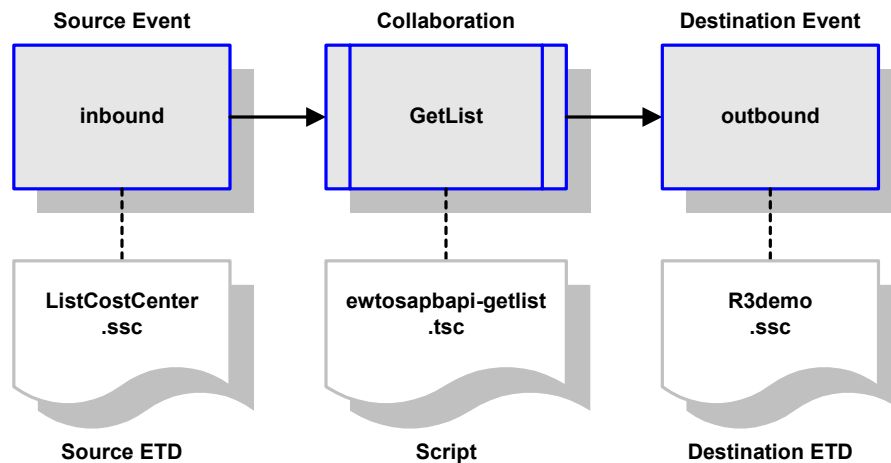 Source Event
Collaboration
Destination Event
inbound
GetList
outbound
ListCostCenter
.ssc
ewtosapbapi-getlist
.tsc
R3demo
.ssc
Source ETD
Script
Destination ETD